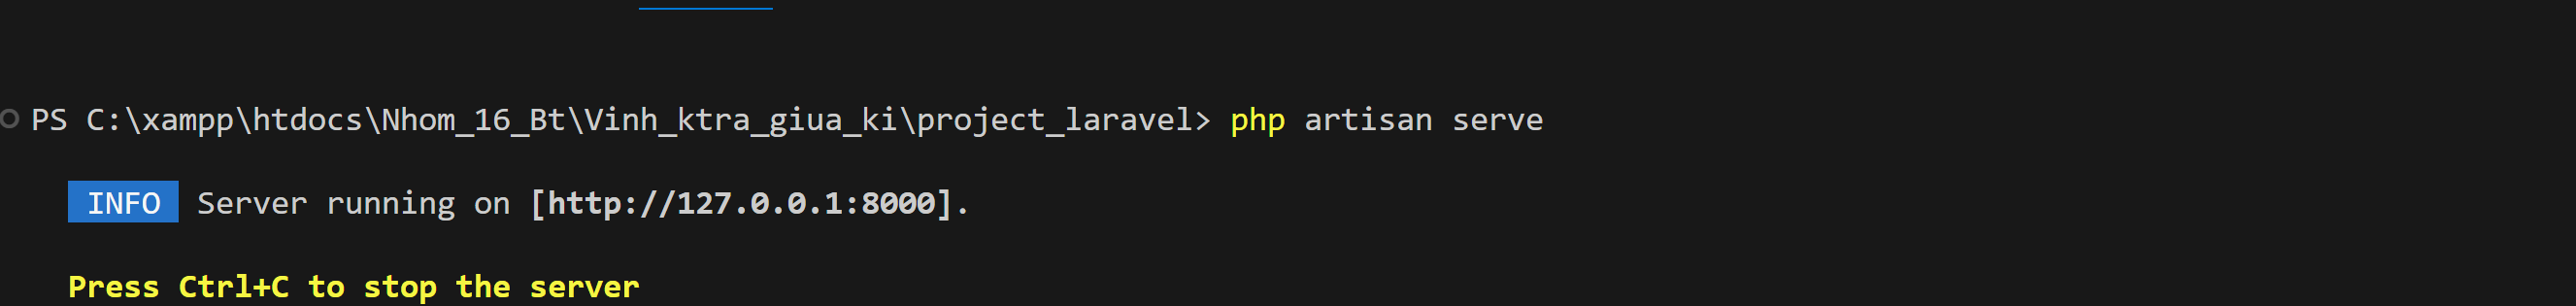 PS C:\xampp\htdocs\Nhom_16_Bt\Vinh_ktra_giua_ki\project_laravel> php artisan serve
INFO Server running on [http://127.0.0.1:8000].
Press Ctrl+C to stop the server